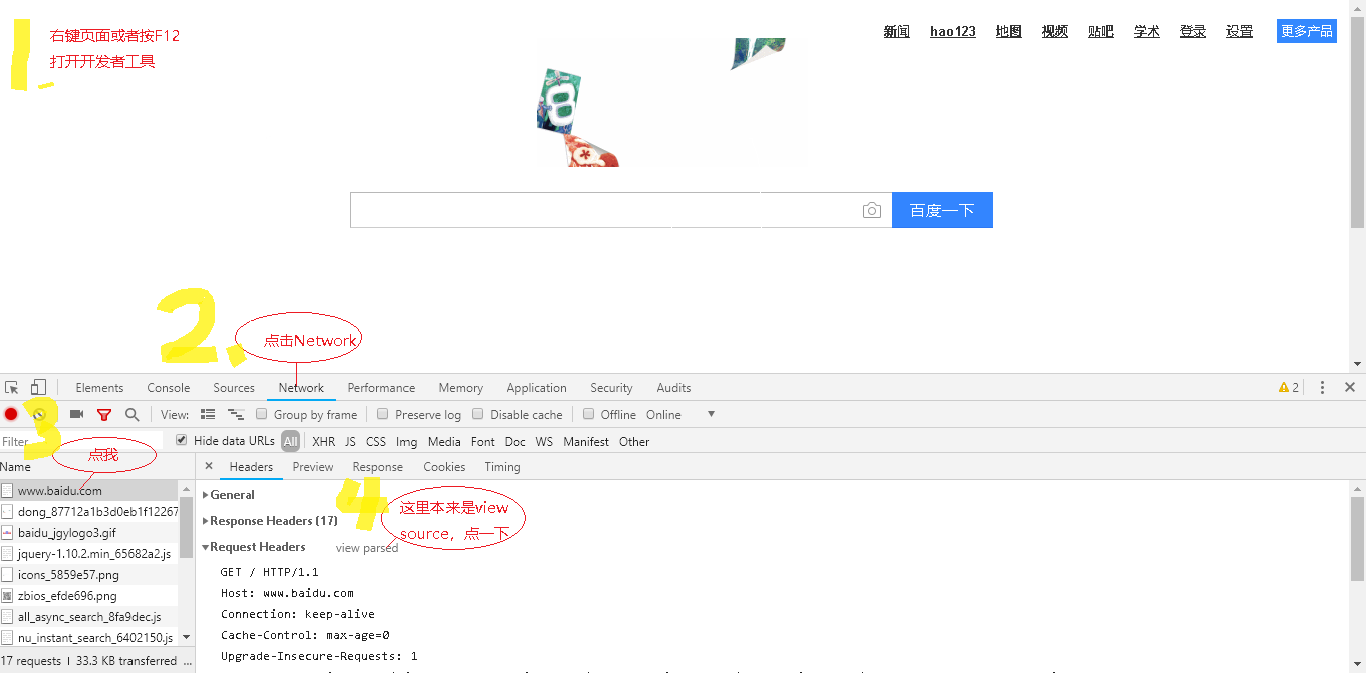 1.
右键页面或者按F12
打开开发者工具
新闻 hao123 地图 视频 贴吧 学术 登录 设置 更多产品
8
百度一下
2.
点击Network
Elements Console Sources Network Performance Memory Application Security Audits 2
View: Group by frame Preserve log Disable cache Offline Online
3
Filter Hide data URLs All XHR JS CSS Img Media Font Doc WS Manifest Other
点我
Name
Headers Preview Response Cookies Timing
www.baidu.com
dong_87712a1b3d0eb1f12267
baidu_jgylogo3.gif
jquery-1.10.2.min_65682a2.js
icons_5859e57.png
zbios_efde696.png
all_async_search_8fa9dec.js
nu_instant_search_6402150.js
17 requests | 33.3 KB transferred ...
General
Response Headers (17)
4
这里本来是view
source，点一下
Request Headers view parsed
GET / HTTP/1.1
Host: www.baidu.com
Connection: keep-alive
Cache-Control: max-age=0
Upgrade-Insecure-Requests: 1